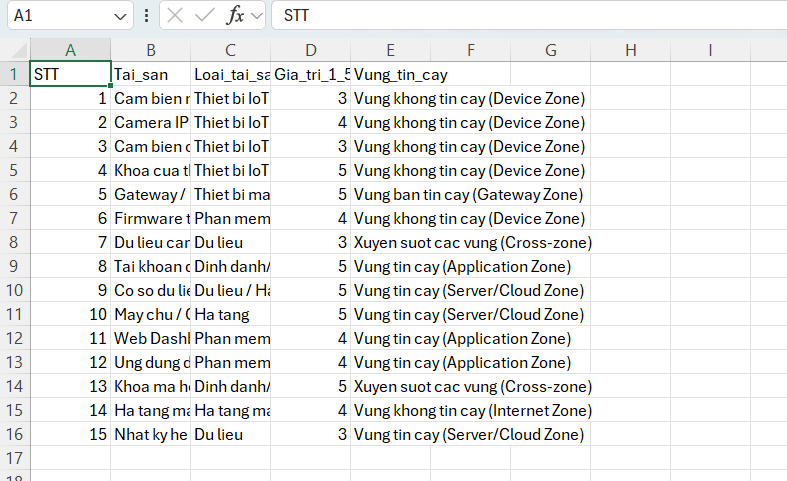 A1 fx STT
A B C D E F G H I
1 STT Tai_san Loai_tai_sa Gia_tri_1_5 Vung_tin_cay
2 1 Cam bien Thiet bi IoT 3 Vung khong tin cay (Device Zone)
3 2 Camera IP Thiet bi IoT 4 Vung khong tin cay (Device Zone)
4 3 Cam bien Thiet bi IoT 3 Vung khong tin cay (Device Zone)
5 4 Khoa cua Thiet bi IoT 5 Vung khong tin cay (Device Zone)
6 5 Gateway / Thiet bi ma 5 Vung ban tin cay (Gateway Zone)
7 6 Firmware t Phan mem 4 Vung khong tin cay (Device Zone)
8 7 Du lieu car Du lieu 3 Xuyen suot cac vung (Cross-zone)
9 8 Tai khoan Dinh danh/ 5 Vung tin cay (Application Zone)
10 9 Co so du lie Du lieu / Ha 5 Vung tin cay (Server/Cloud Zone)
11 10 May chu / Ha tang 5 Vung tin cay (Server/Cloud Zone)
12 11 Web Dash Phan mem 4 Vung tin cay (Application Zone)
13 12 Ung dung Phan mem 4 Vung tin cay (Application Zone)
14 13 Khoa ma Dinh danh/ 5 Xuyen suot cac vung (Cross-zone)
15 14 Ha tang ma Ha tang ma 4 Vung khong tin cay (Internet Zone)
16 15 Nhat ky he Du lieu 3 Vung tin cay (Server/Cloud Zone)
17